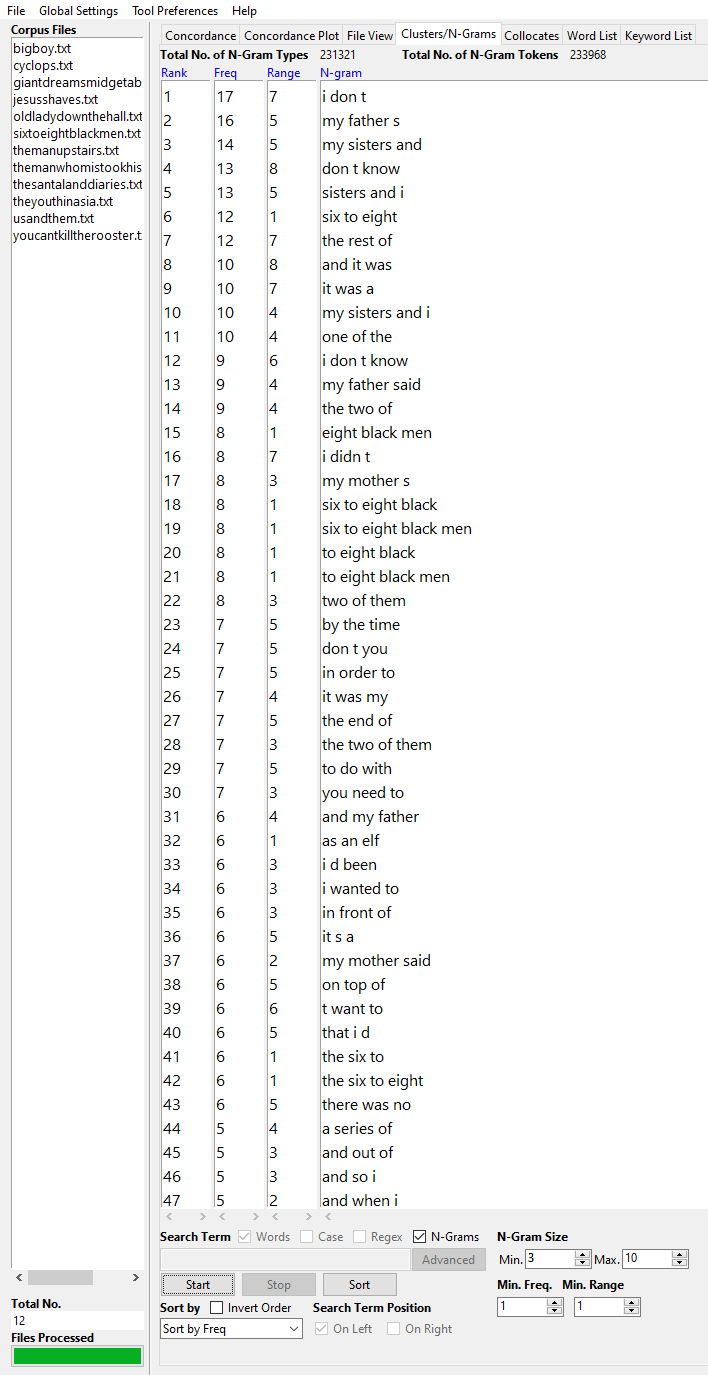 File Global Settings Tool Preferences Help
Corpus Files
bigboy.txt
cyclops.txt
giantdreamsmidgetab
jesusshaves.txt
oldladydownthehall.txt
sixtoeightblackmen.txt
themanupstairs.txt
themanwhomistookhis
thesantalanddiaries.txt
theyouthinasia.txt
usandthem.txt
youcantkilltherooster.t
Total No.
12
Files Processed
Concordance Concordance Plot File View Clusters/N-Grams Collocates Word List Keyword List
Total No. of N-Gram Types 231321 Total No. of N-Gram Tokens 233968
Rank Freq Range N-gram
1 17 7 i don t
2 16 5 my father s
3 14 5 my sisters and
4 13 8 don t know
5 13 5 sisters and i
6 12 1 six to eight
7 12 7 the rest of
8 10 8 and it was
9 10 7 it was a
10 10 4 my sisters and i
11 10 4 one of the
12 9 6 i don t know
13 9 4 my father said
14 9 4 the two of
15 8 1 eight black men
16 8 7 i didn t
17 8 3 my mother s
18 8 1 six to eight black
19 8 1 six to eight black men
20 8 1 to eight black
21 8 1 to eight black men
22 8 3 two of them
23 7 5 by the time
24 7 5 don t you
25 7 5 in order to
26 7 4 it was my
27 7 5 the end of
28 7 3 the two of them
29 7 5 to do with
30 7 3 you need to
31 6 4 and my father
32 6 1 as an elf
33 6 3 i d been
34 6 3 i wanted to
35 6 3 in front of
36 6 5 it s a
37 6 2 my mother said
38 6 5 on top of
39 6 6 t want to
40 6 5 that i d
41 6 1 the six to
42 6 1 the six to eight
43 6 5 there was no
44 5 4 a series of
45 5 3 and out of
46 5 3 and so i
47 5 2 and when i
Search Term Words Case Regex N-Grams N-Gram Size
Advanced Min. 3 Max. 10
Start Stop Sort Min. Freq. Min. Range
Sort by Invert Order Search Term Position 1 1
Sort by Freq On Left On Right